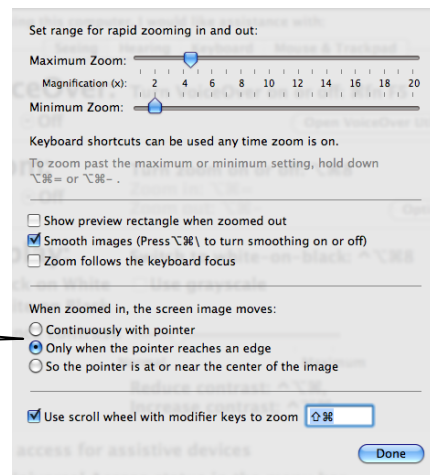 Set range for rapid zooming in and out:
Maximum Zoom:
Magnification (x): 2 4 6 8 10 12 14 16 18 20
Minimum Zoom:
Keyboard shortcuts can be used any time zoom is on.
To zoom past the maximum or minimum setting, hold down
⌥⌘= or ⌥⌘- .
Show preview rectangle when zoomed out
Smooth images (Press ⌥⌘\ to turn smoothing on or off)
Zoom follows the keyboard focus
When zoomed in, the screen image moves:
Continuously with pointer
Only when the pointer reaches an edge
So the pointer is at or near the center of the image
Use scroll wheel with modifier keys to zoom ⇧⌘
Done